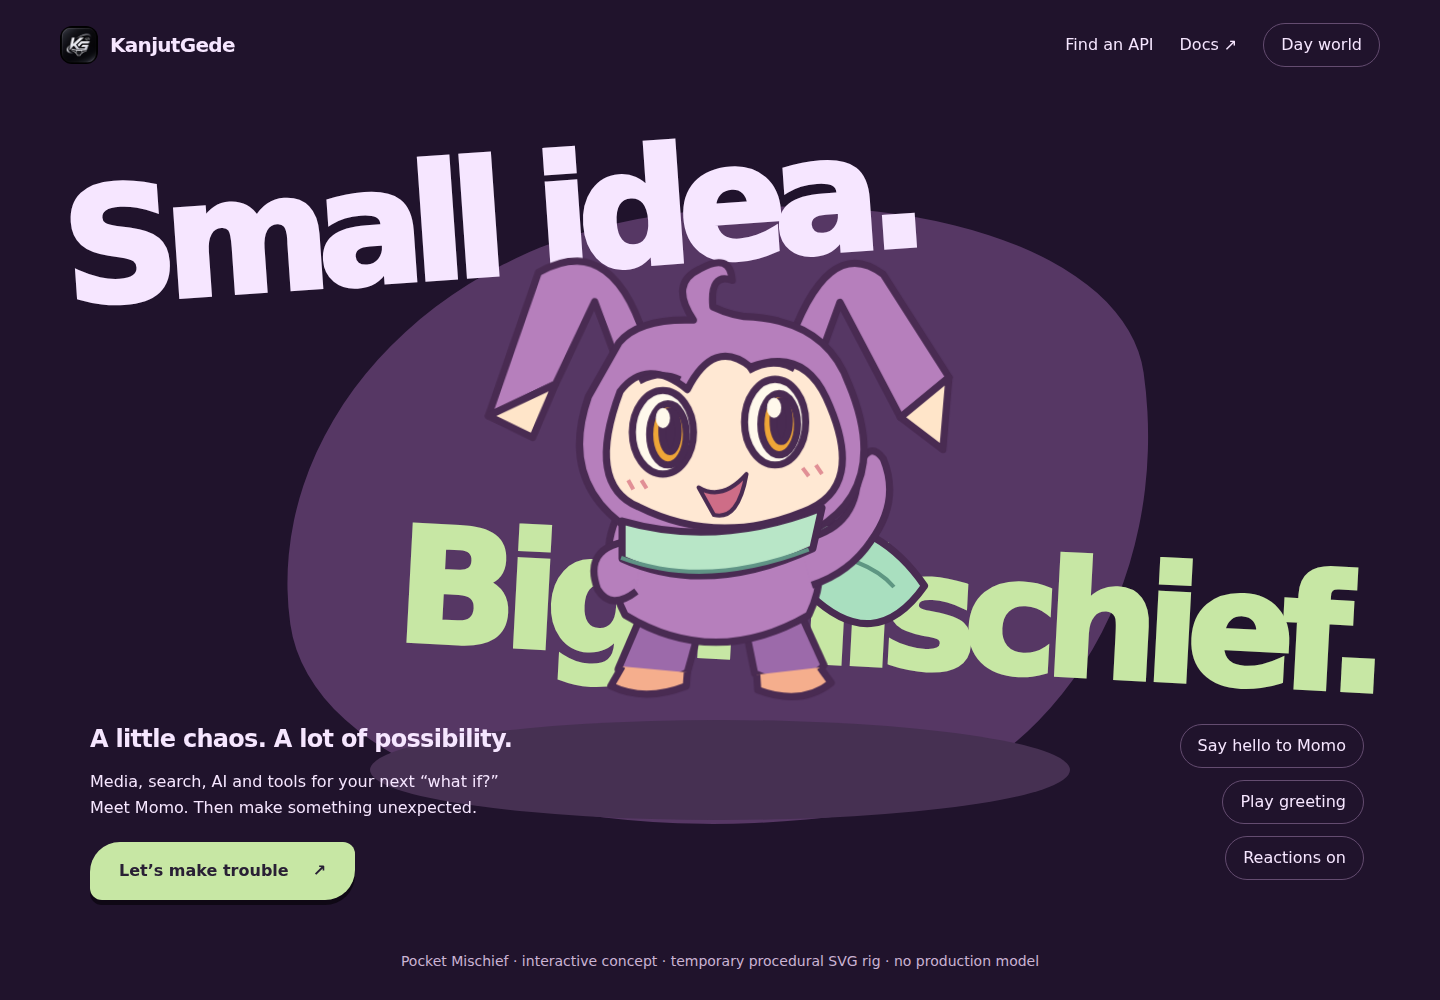 KanjutGede
Find an API
Docs ↗
Day world
Small idea.
Big mischief.
A little chaos. A lot of possibility.
Media, search, AI and tools for your next “what if?”
Meet Momo. Then make something unexpected.
Let’s make trouble ↗
Say hello to Momo
Play greeting
Reactions on
Pocket Mischief · interactive concept · temporary procedural SVG rig · no production model